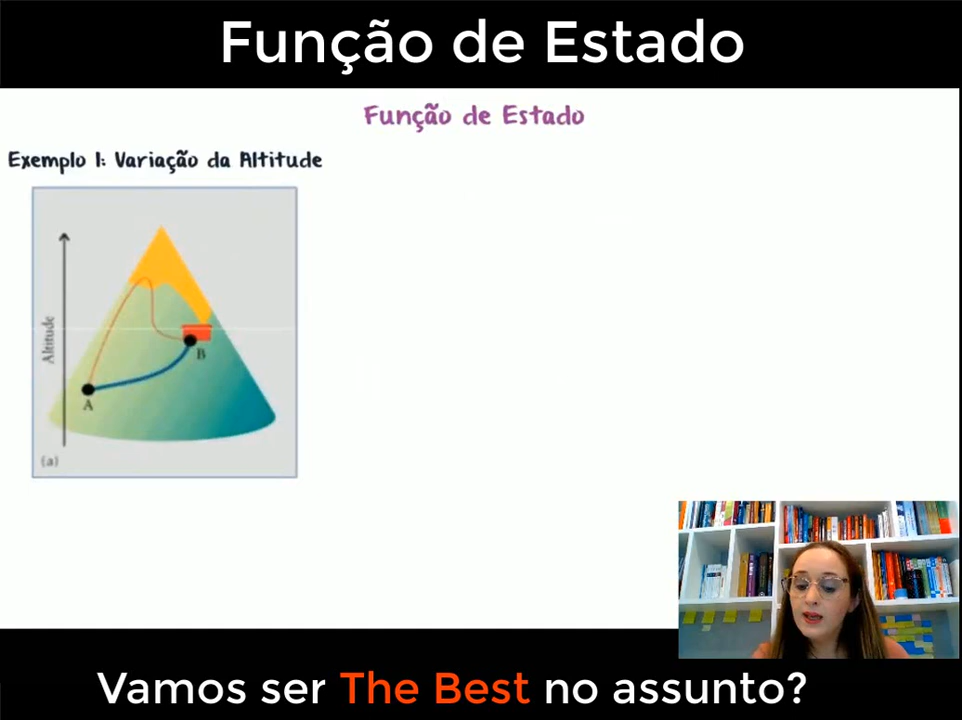 Função de Estado
Função de Estado
Exemplo 1: Variação da Altitude
Altitude
B
A
(a)
Vamos ser The Best no assunto?